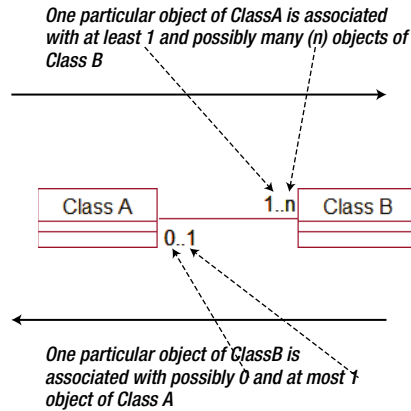 One particular object of ClassA is associated
with at least 1 and possibly many (n) objects of
Class B
1..n
Class A
Class B
0..1
One particular object of ClassB is
associated with possibly 0 and at most 1
object of Class A